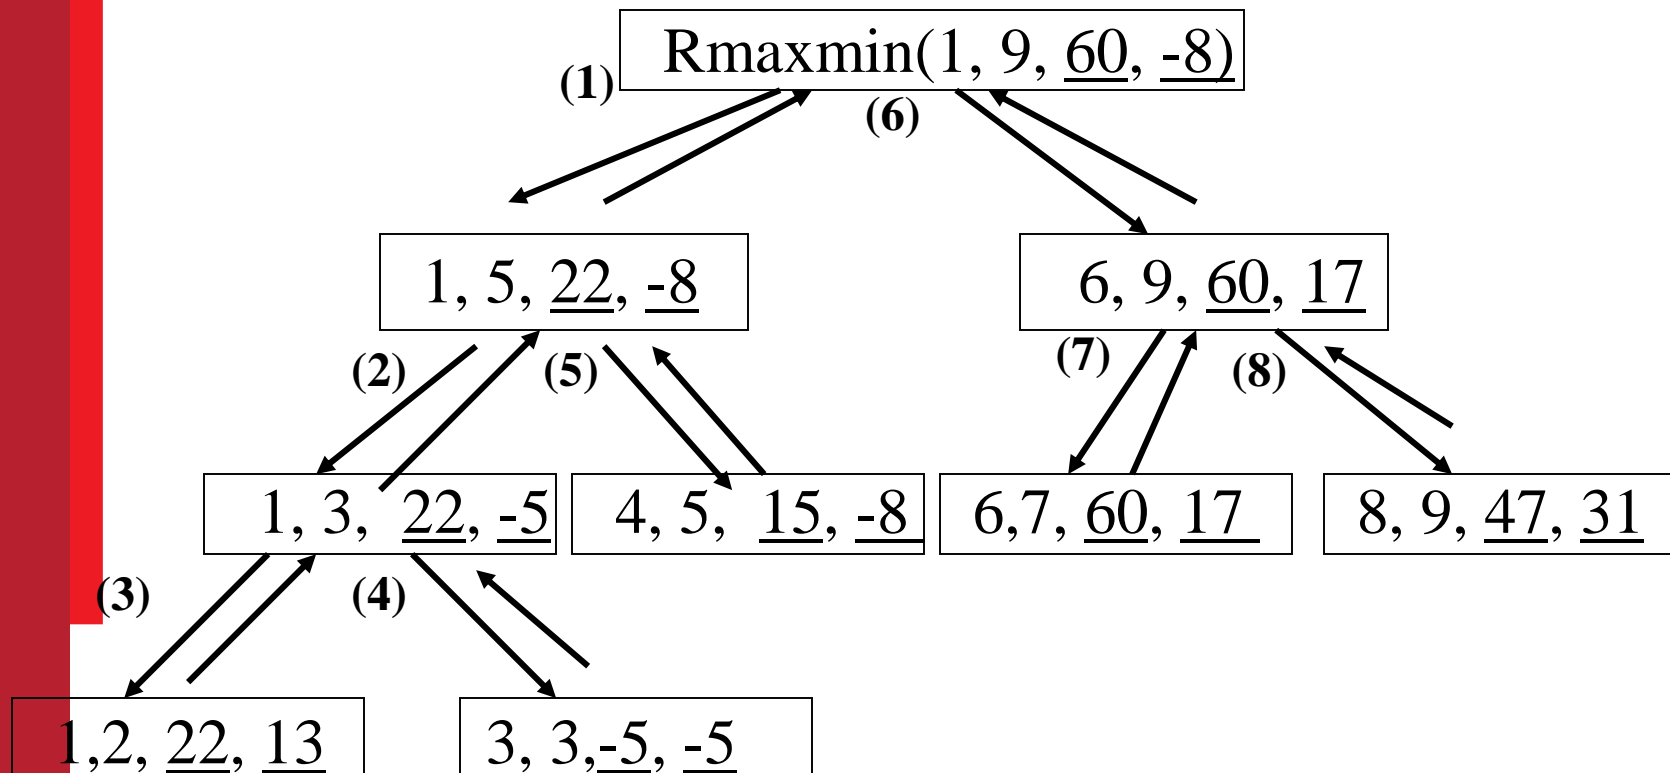 Rmaxmin(1, 9, 60, -8)
(1)
(6)
1, 5, 22, -8
6, 9, 60, 17
(2)
(5)
(7)
(8)
1, 3, 22, -5
4, 5, 15, -8
6,7, 60, 17
8, 9, 47, 31
(3)
(4)
1,2, 22, 13
3, 3,-5, -5